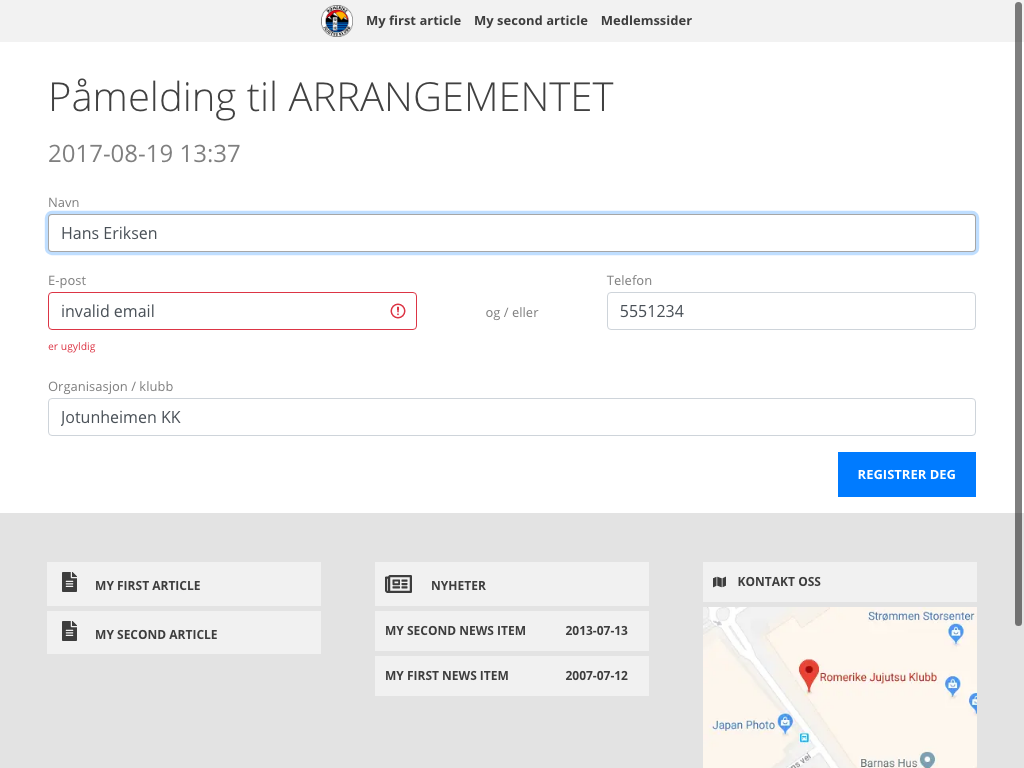 My first article My second article Medlemssider
Påmelding til ARRANGEMENTET
2017-08-19 13:37
Navn
Hans Eriksen
E-post
Telefon
invalid email
og / eller
5551234
er ugyldig
Organisasjon / klubb
Jotunheimen KK
REGISTRER DEG
MY FIRST ARTICLE
MY SECOND ARTICLE
NYHETER
MY SECOND NEWS ITEM 2013-07-13
MY FIRST NEWS ITEM 2007-07-12
KONTAKT OSS
Strømmen Storsenter
Romerike Jujutsu Klubb
Japan Photo
Barnas Hus